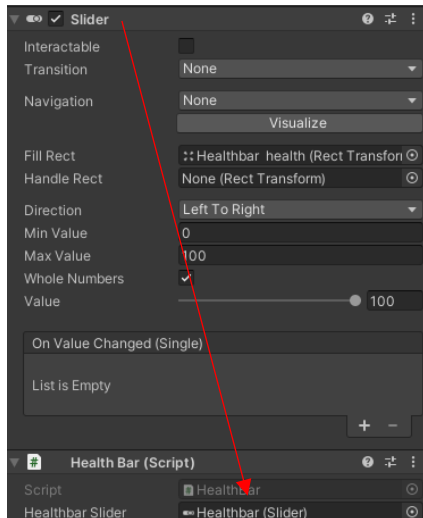 Slider
Interactable
Transition None
Navigation None
Visualize
Fill Rect Healthbar health (Rect Transforr
Handle Rect None (Rect Transform)
Direction Left To Right
Min Value 0
Max Value 100
Whole Numbers
Value 100
On Value Changed (Single)
List is Empty
+ −
# Health Bar (Script)
Script HealthBar
Healthbar Slider Healthbar (Slider)